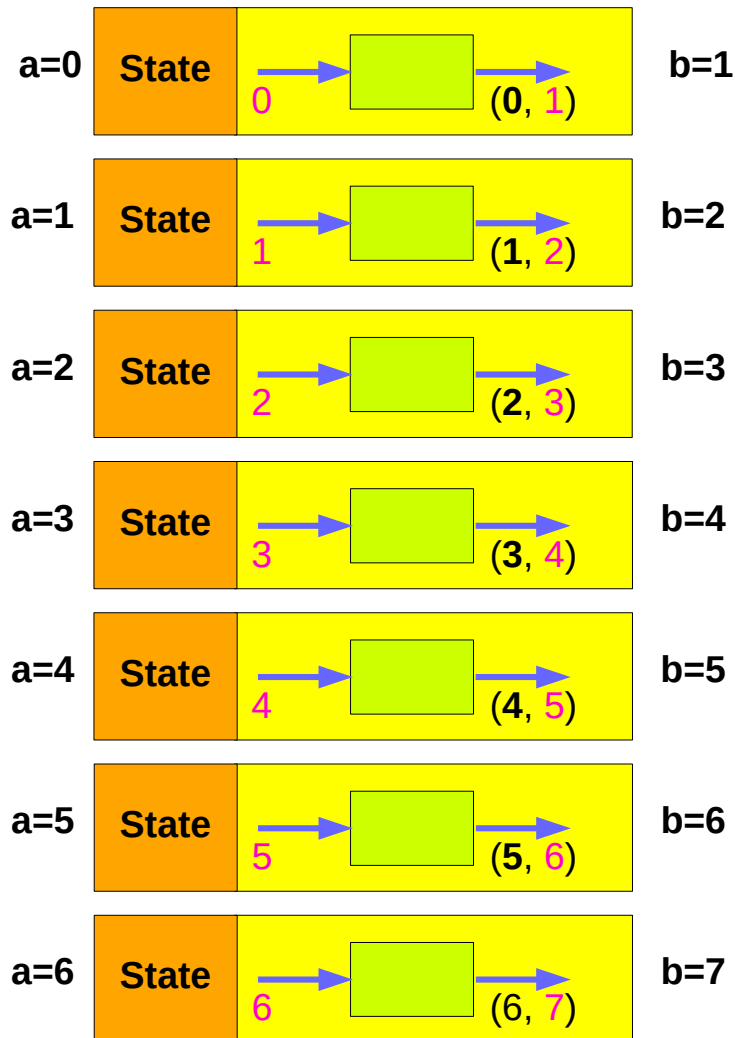 a=0 State 0 (0, 1) b=1
a=1 State 1 (1, 2) b=2
a=2 State 2 (2, 3) b=3
a=3 State 3 (3, 4) b=4
a=4 State 4 (4, 5) b=5
a=5 State 5 (5, 6) b=6
a=6 State 6 (6, 7) b=7